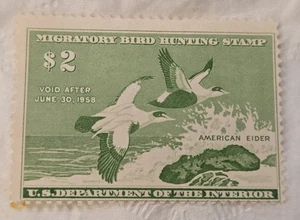 MIGRATORY BIRD HUNTING STAMP
$2
VOID AFTER
JUNE 30, 1958
AMERICAN EIDER
U.S. DEPARTMENT OF THE INTERIOR